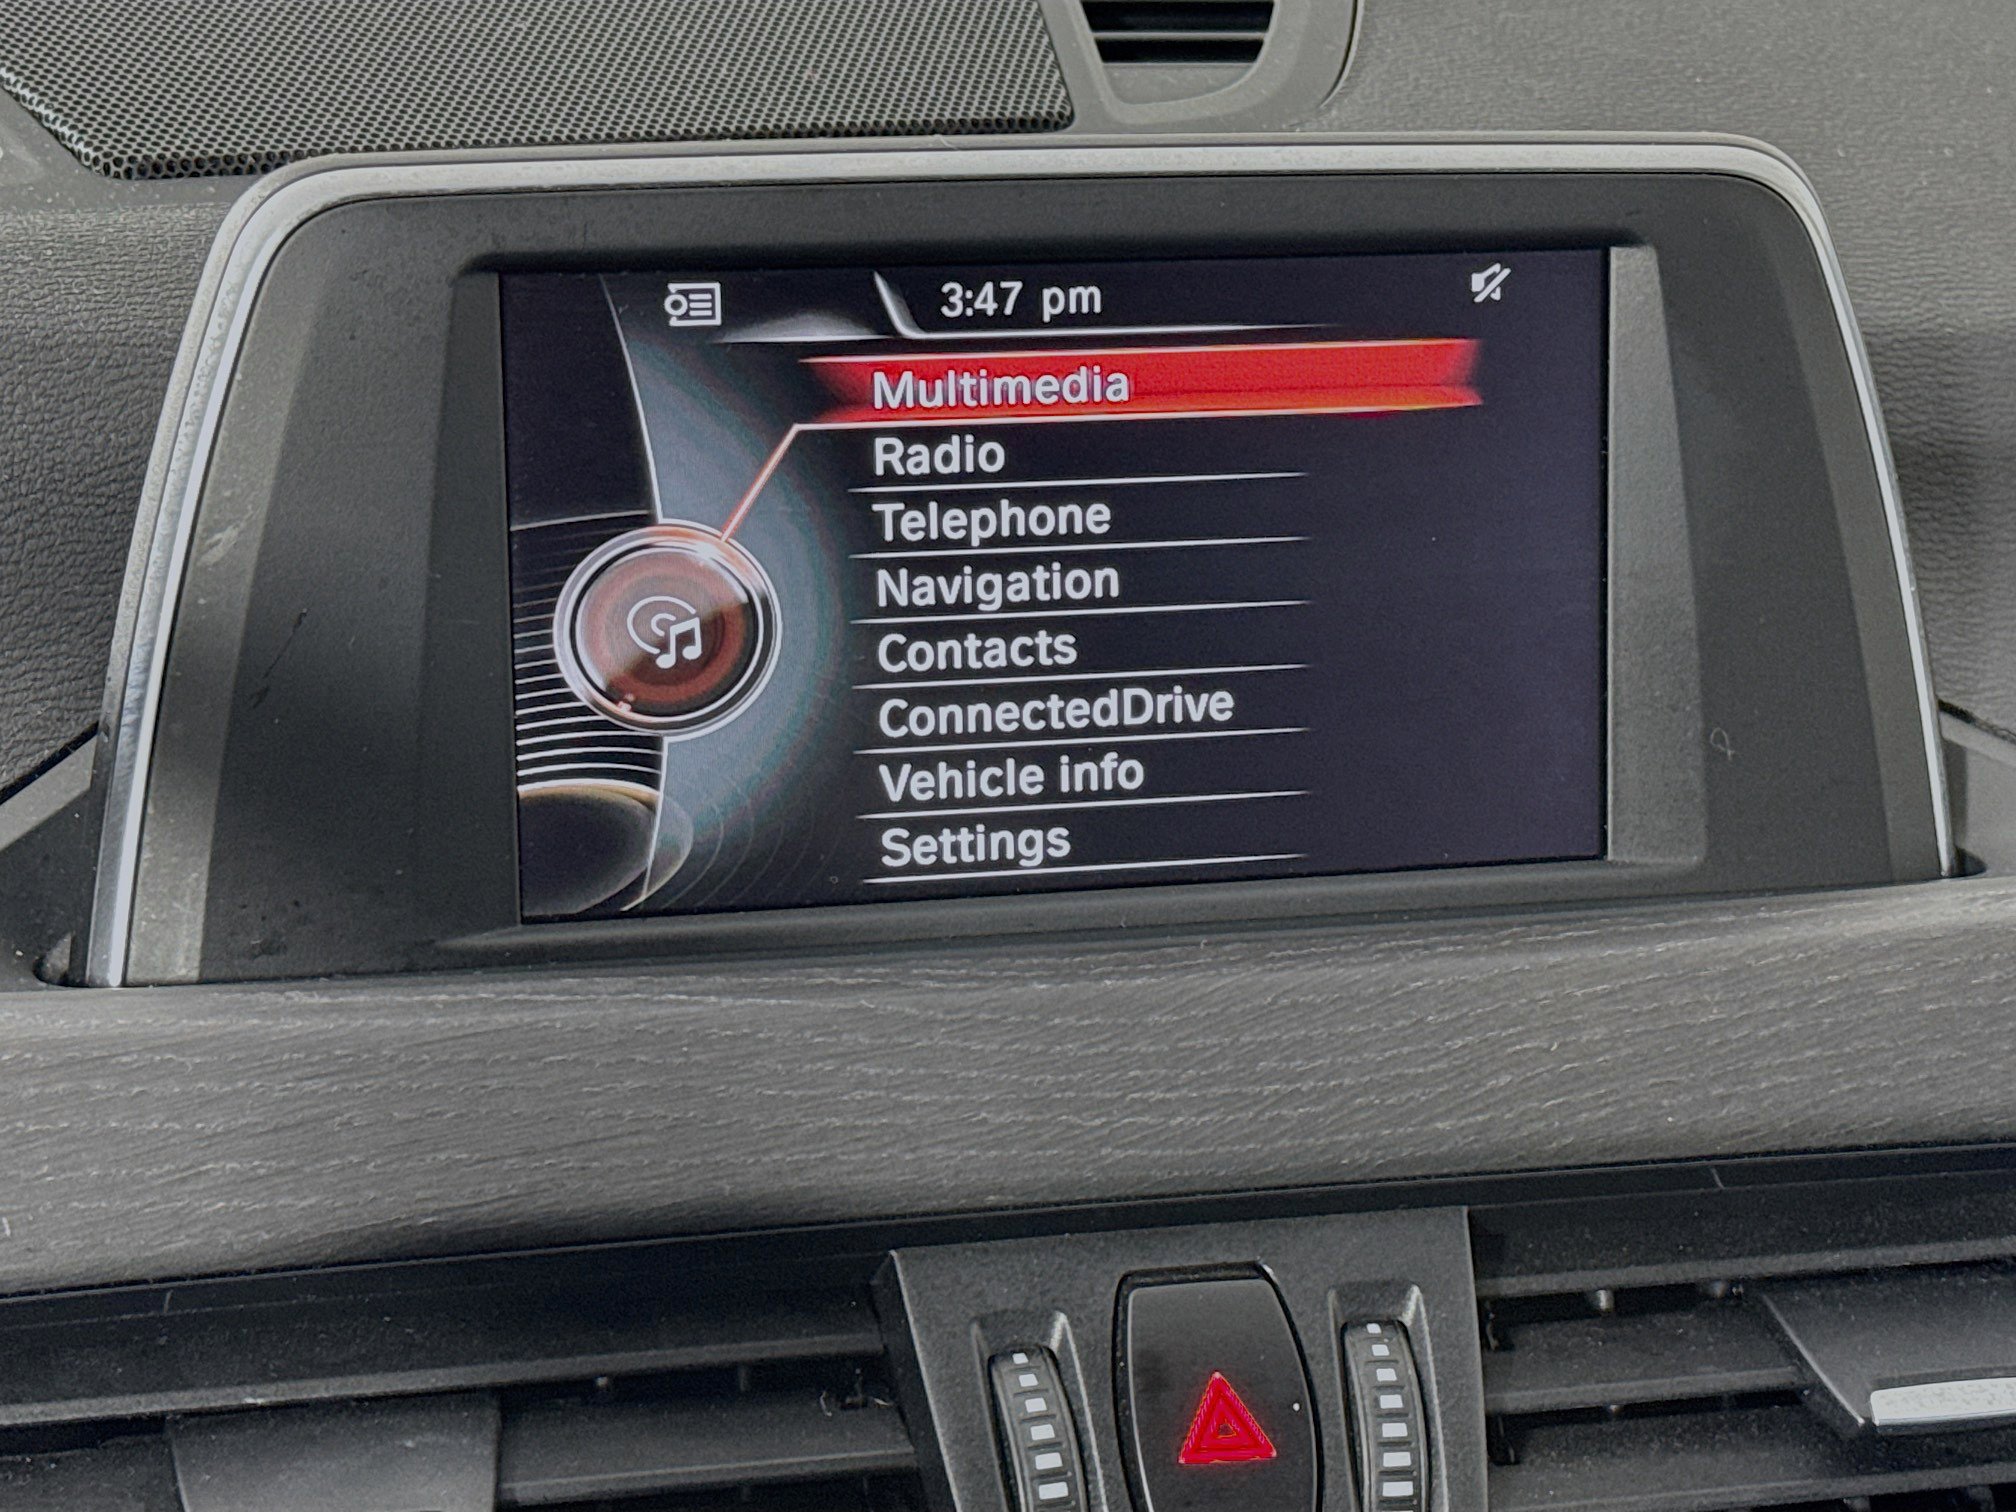 3:47 pm
Multimedia
Radio
Telephone
Navigation
Contacts
ConnectedDrive
Vehicle info
Settings